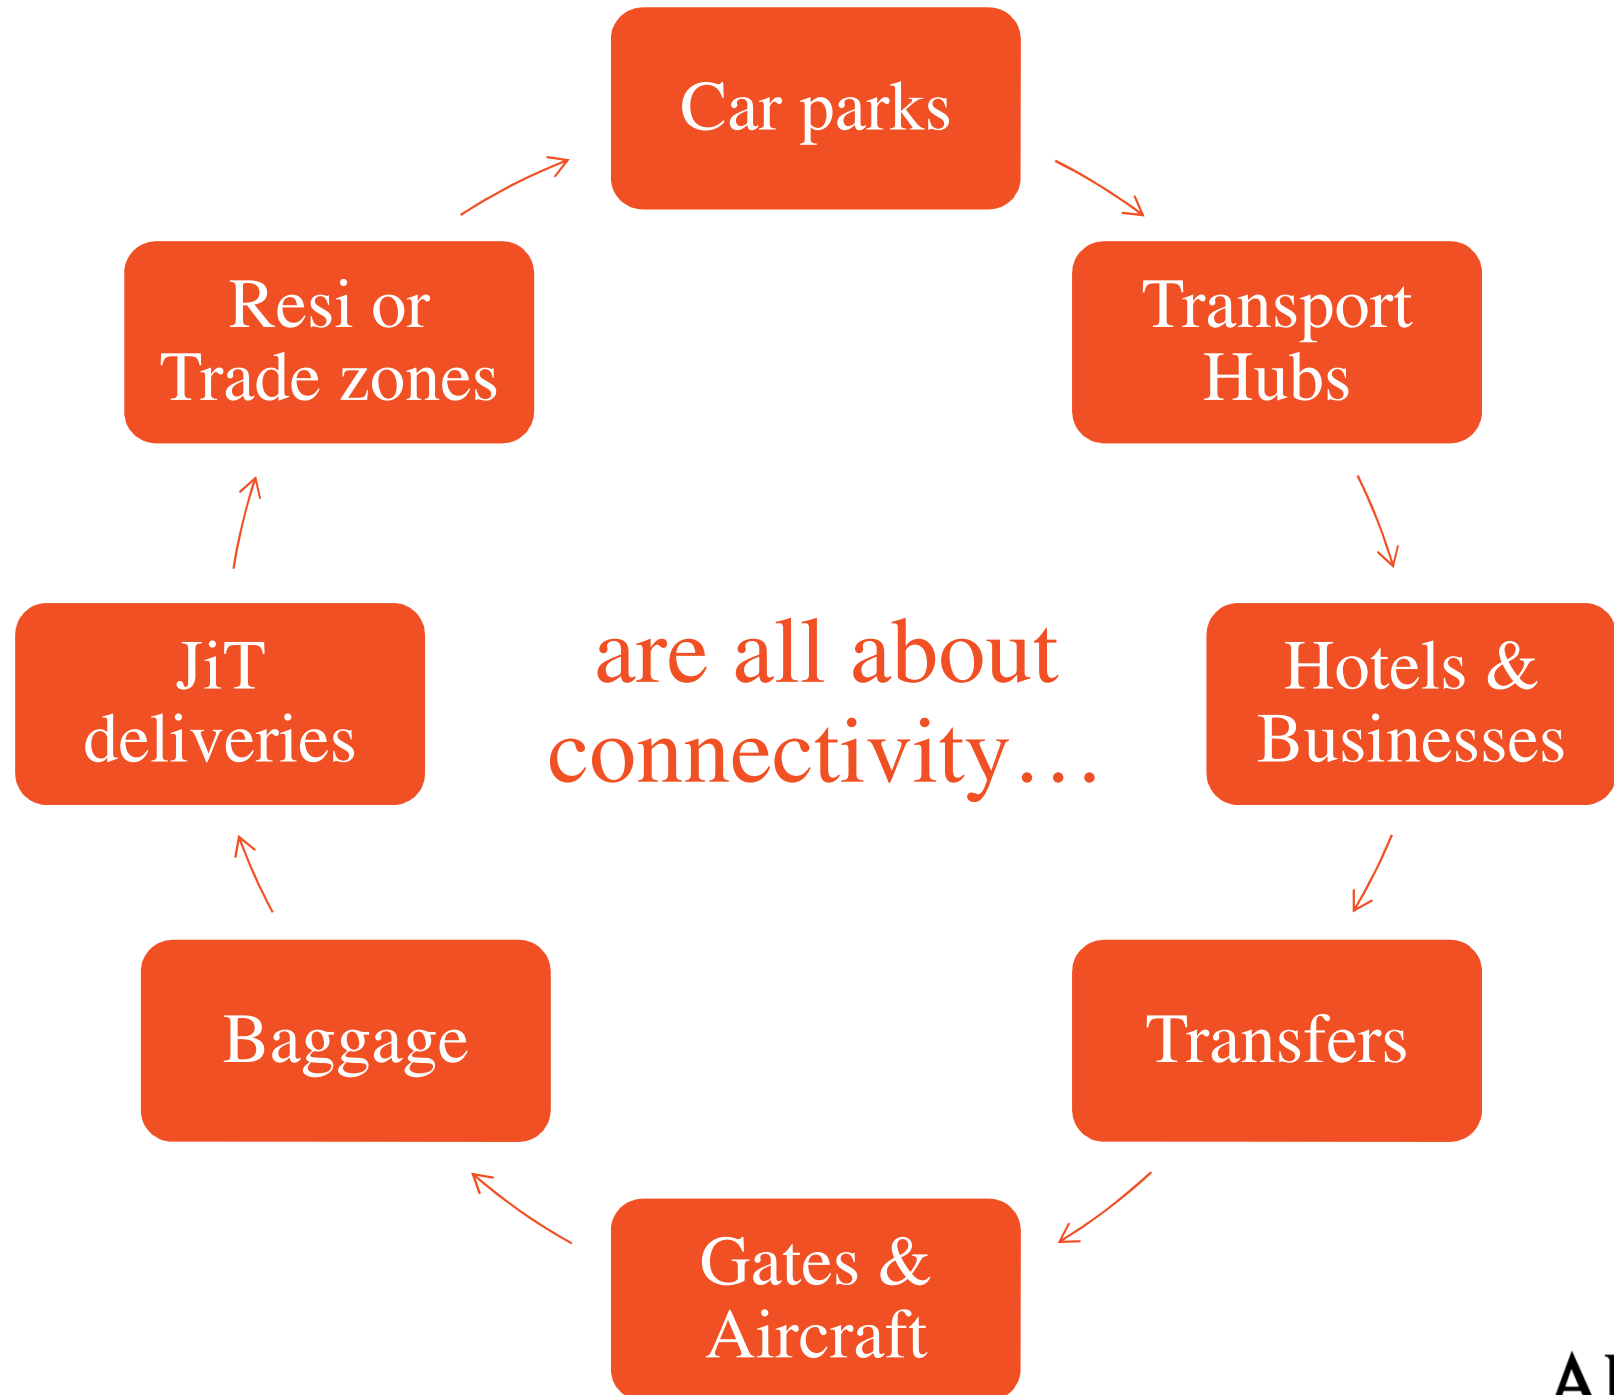 Car parks
Transport
Hubs
Hotels &
Businesses
Transfers
Gates &
Aircraft
Baggage
JiT
deliveries
Resi or
Trade zones
are all about
connectivity…